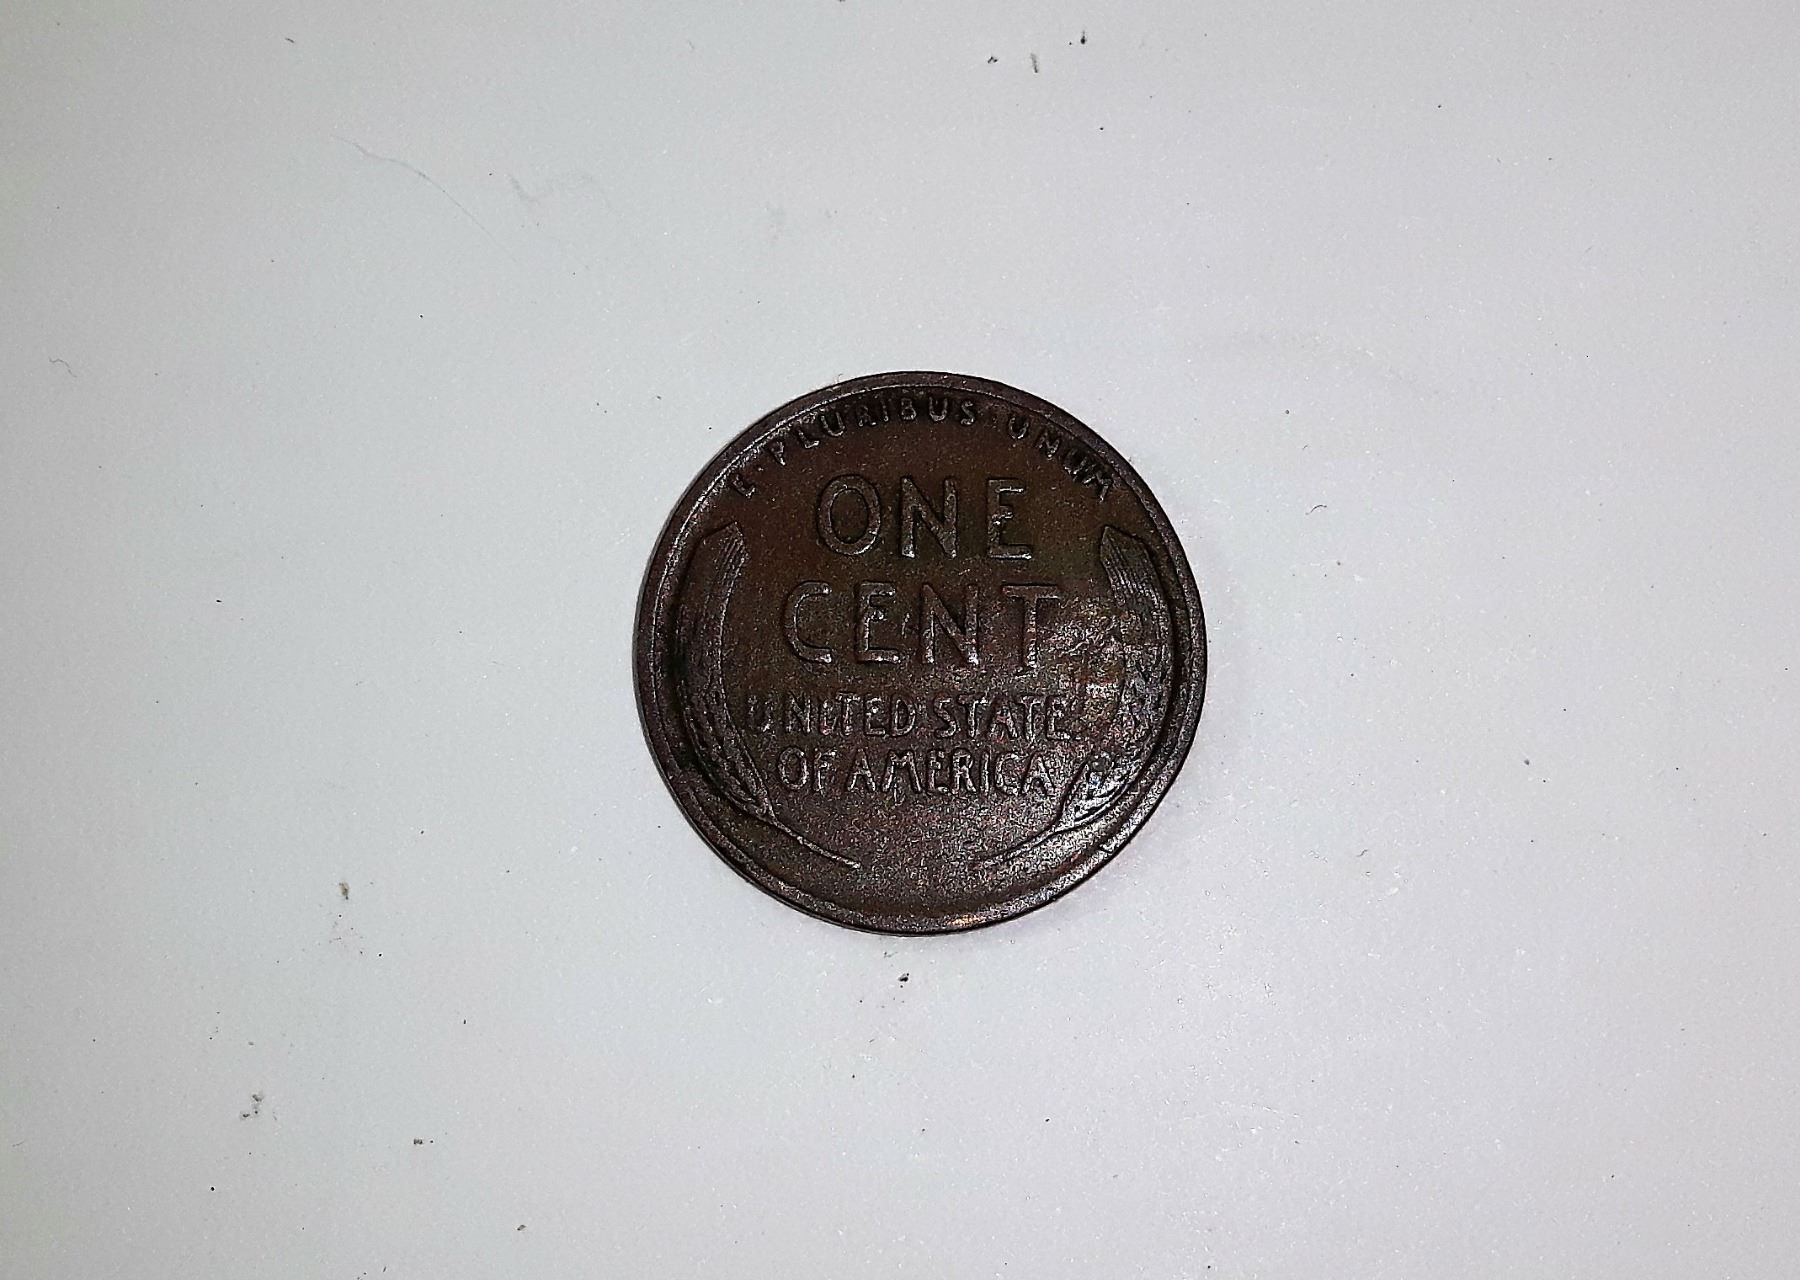 E·PLURIBUS·UNUM
ONE
CENT
UNITED STATES
OF AMERICA